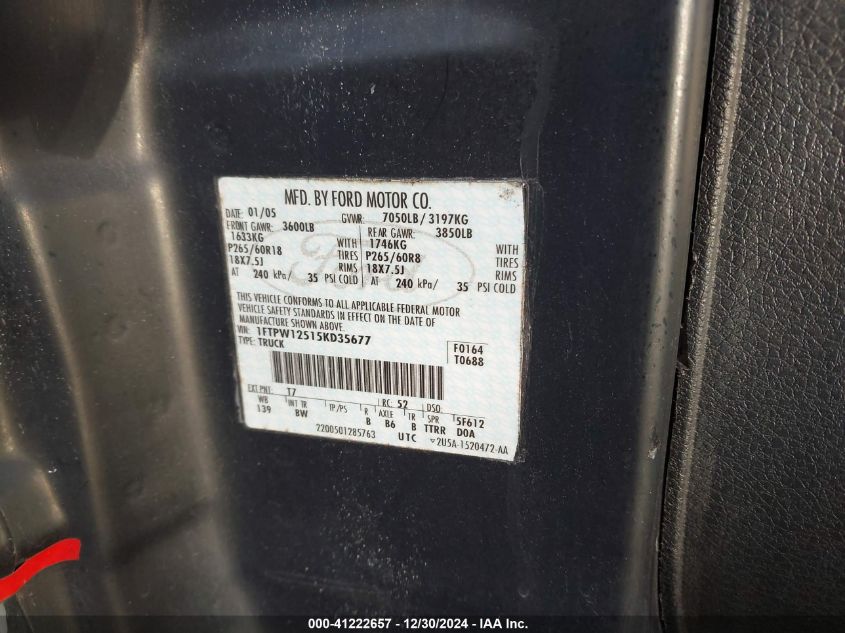 MFD. BY FORD MOTOR CO.
DATE: 01/05 GVWR: 7050LB/3197KG
FRONT GAWR: 3600LB REAR GAWR: 3850LB
1633KG WITH 1746KG WITH
P265/60R18 TIRES P265/60R8 TIRES
18X7.5J RIMS 18X7.5J RIMS
AT 240 kPa/ 35 PSI COLD AT 240 kPa/ 35 PSI COLD
THIS VEHICLE CONFORMS TO ALL APPLICABLE FEDERAL MOTOR
VEHICLE SAFETY STANDARDS IN EFFECT ON THE DATE OF
MANUFACTURE SHOWN ABOVE.
VIN: 1FTPW12515KD35677
TYPE: TRUCK
F0164
T0688
EXT PNT: T7 RC: 52 DSO:
WB INT TR TP/PS R AXLE TR SPR 5F612
139 BW B B6 B TTRR DOA
2200501285763 UTC ▽2U5A-1520472-AA
Ford
000-41222657 - 12/30/2024 - IAA Inc.